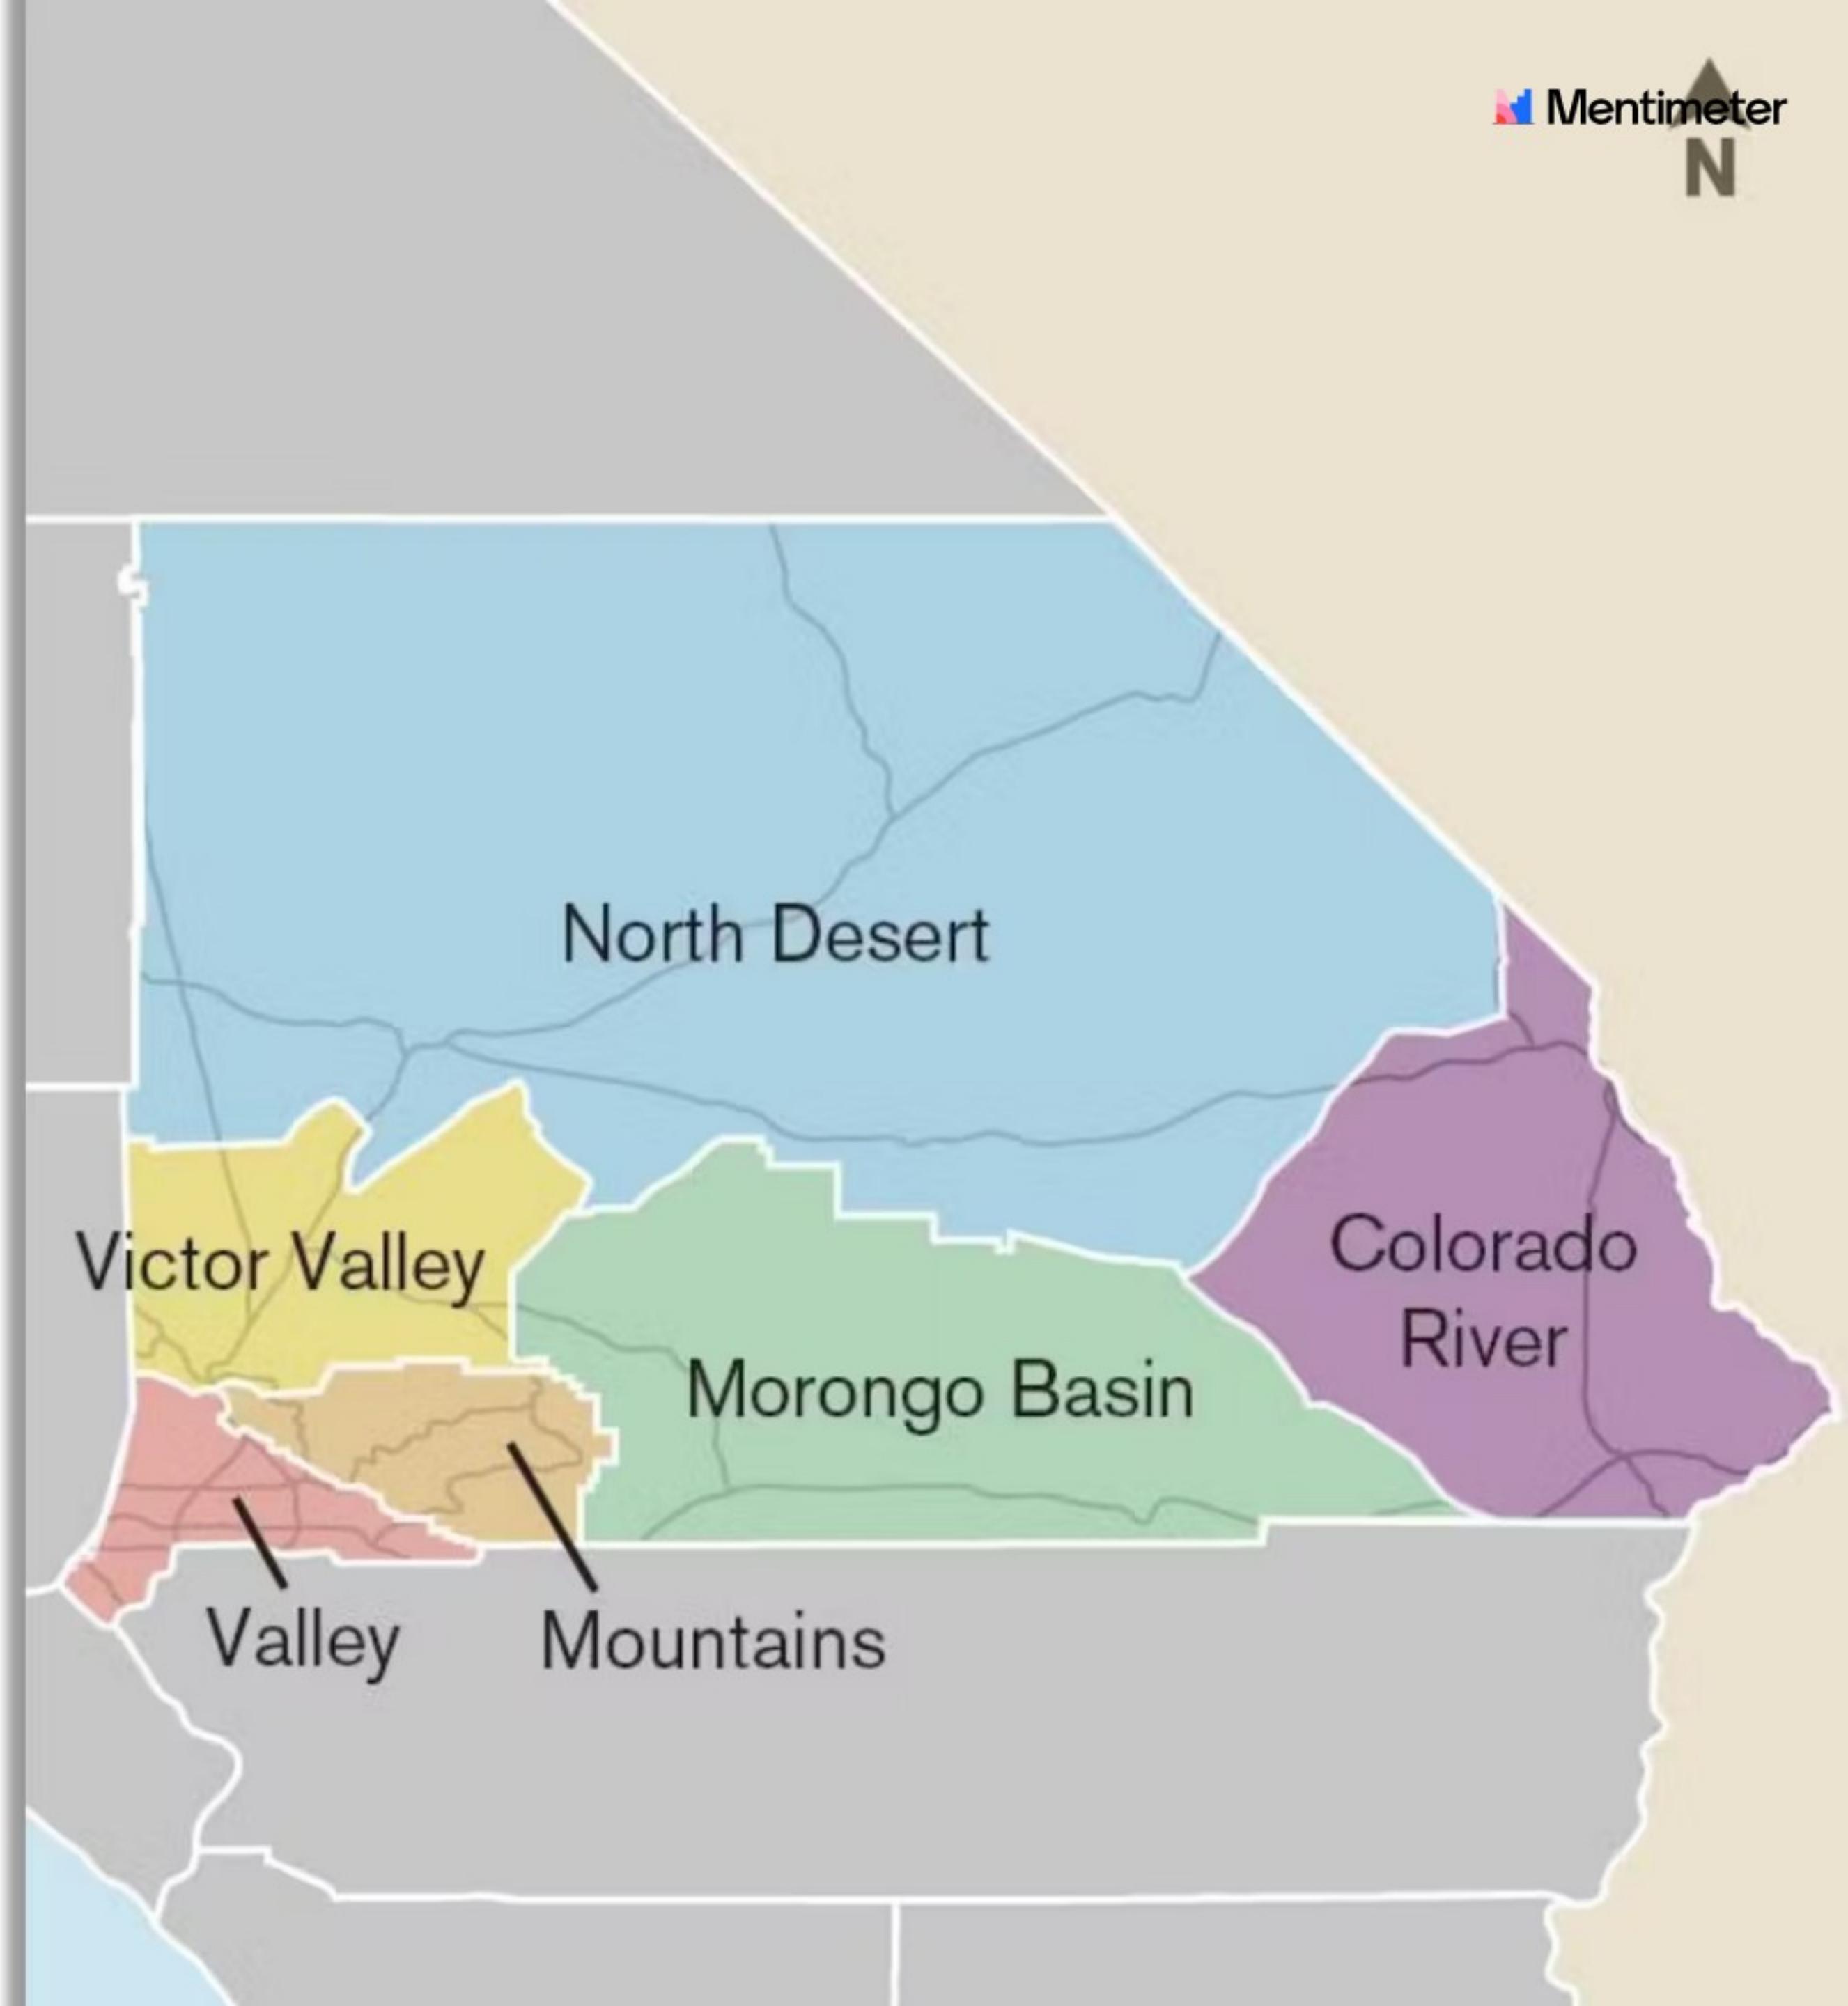 Mentimeter
N
North Desert
Victor Valley
Colorado
River
Morongo Basin
Valley
Mountains